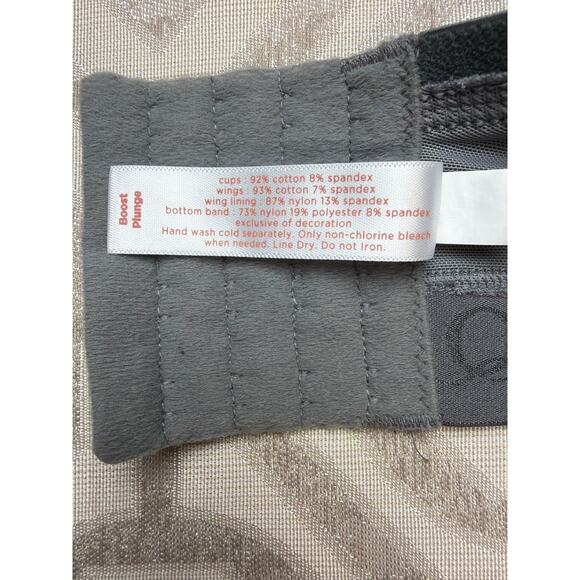 Boost
Plunge
cups : 92% cotton 8% spandex
wings : 93% cotton 7% spandex
wing lining : 87% nylon 13% spandex
bottom band : 73% nylon 19% polyester 8% spandex
exclusive of decoration
Hand wash cold separately. Only non-chlorine bleach
when needed. Line Dry. Do not Iron.